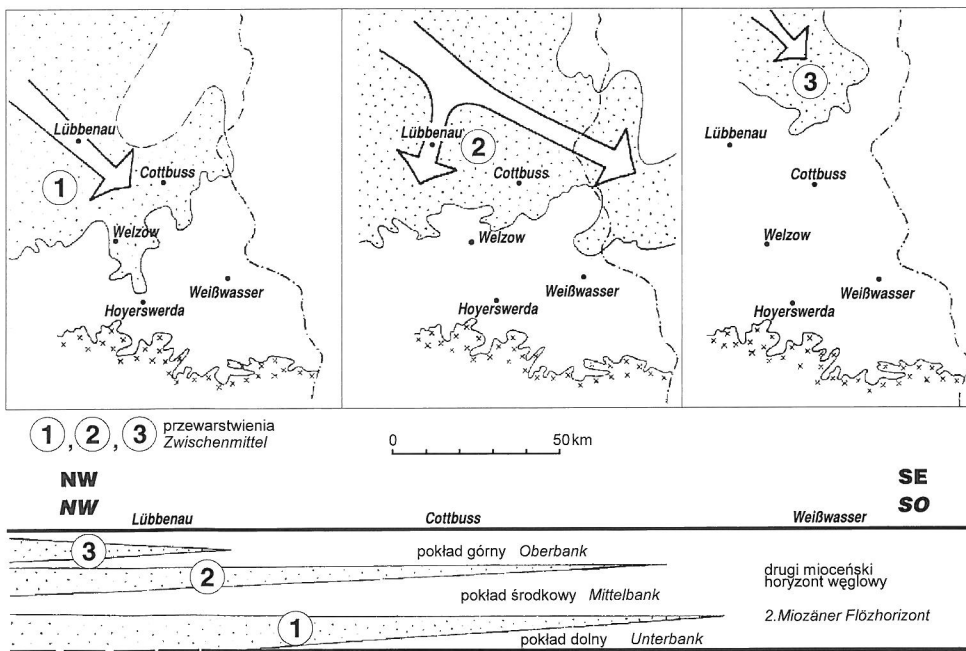 Lübbenau
1
Cottbuss
Welzow
Weißwasser
Hoyerswerda
Lübbenau
2
Cottbuss
Welzow
Weißwasser
Hoyerswerda
3
Lübbenau
Cottbuss
Welzow
Weißwasser
Hoyerswerda
1, 2, 3 przewarstwienia
Zwischenmittel
0 50 km
NW SE
NW SO
Lübbenau Cottbuss Weißwasser
3 pokład górny Oberbank
2 drugi mioceński
horyzont węglowy
pokład środkowy Mittelbank
2.Miozäner Flözhorizont
1
pokład dolny Unterbank